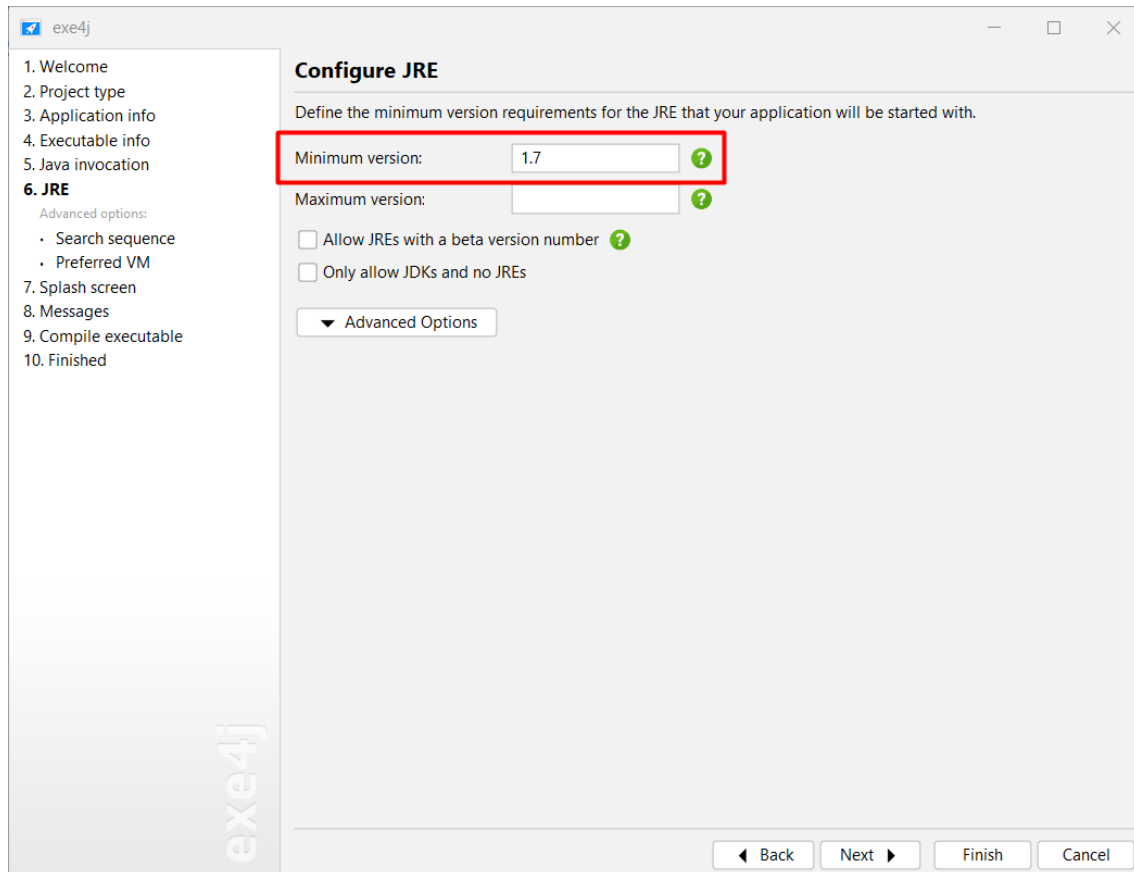 exe4j
1. Welcome
2. Project type
3. Application info
4. Executable info
5. Java invocation
6. JRE
Advanced options:
• Search sequence
• Preferred VM
7. Splash screen
8. Messages
9. Compile executable
10. Finished
exe4j
Configure JRE
Define the minimum version requirements for the JRE that your application will be started with.
Minimum version: 1.7 ?
Maximum version: ?
Allow JREs with a beta version number ?
Only allow JDKs and no JREs
Advanced Options
Back Next Finish Cancel